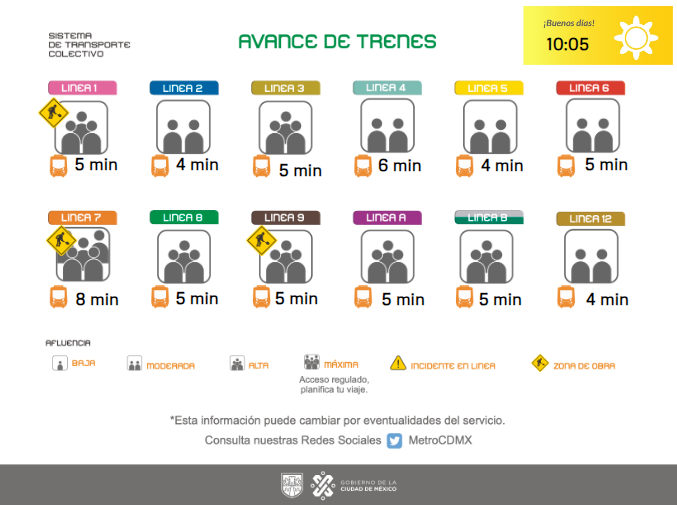 SISTEMA
DE TRANSPORTE
COLECTIVO
AVANCE DE TRENES
¡Buenos días!
10:05
LINEA 1
LINEA 2
LINEA 3
LINEA 4
LINEA 5
LINEA 6
5 min
4 min
5 min
6 min
4 min
5 min
LINEA 7
LINEA 8
LINEA 9
LINEA A
LINEA B
LINEA 12
8 min
5 min
5 min
5 min
5 min
4 min
AFLUENCIA
BAJA
MODERADA
ALTA
MÁXIMA
INCIDENTE EN LINEA
ZONA DE OBRA
Acceso regulado,
planifica tu viaje.
*Esta información puede cambiar por eventualidades del servicio.
Consulta nuestras Redes Sociales MetroCDMX
GOBIERNO DE LA
CIUDAD DE MÉXICO